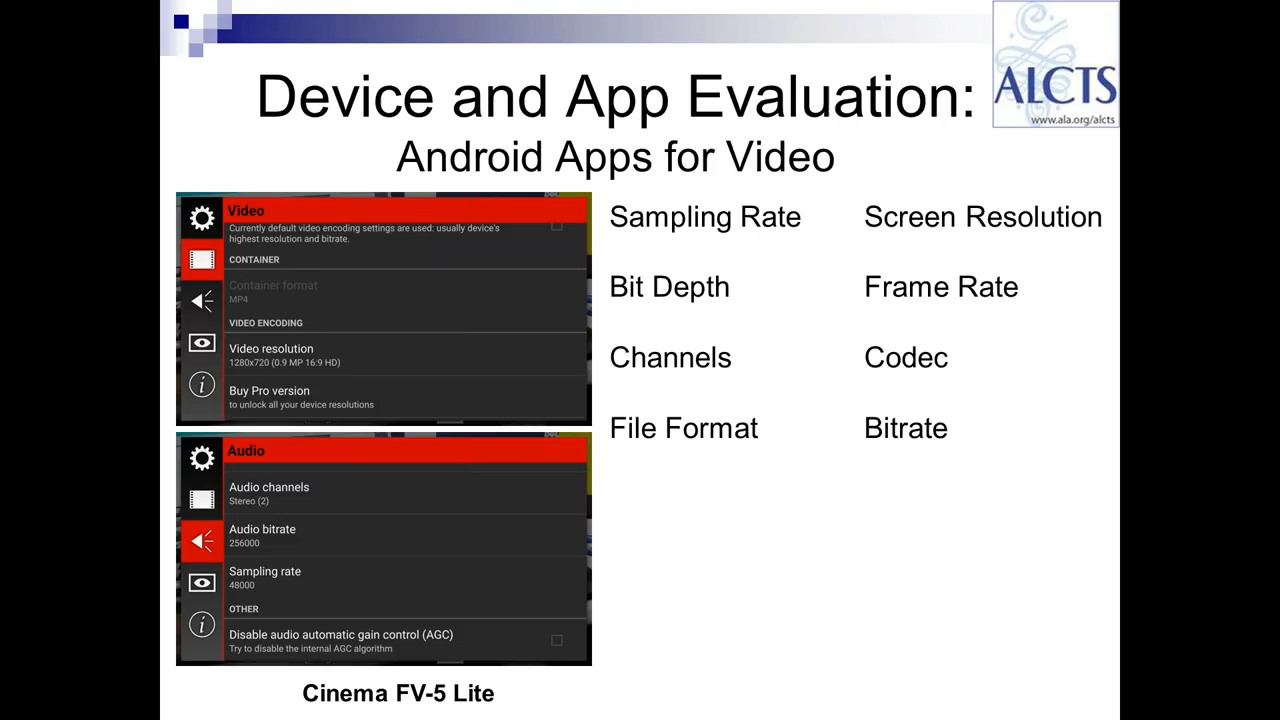 ALCTS
www.ala.org/alcts
Device and App Evaluation:
Android Apps for Video
Video
Currently default video encoding settings are used: usually device's
highest resolution and bitrate.
CONTAINER
Container format
MP4
VIDEO ENCODING
Video resolution
1280x720 (0.9 MP 16:9 HD)
Buy Pro version
to unlock all your device resolutions
Audio
Audio channels
Stereo (2)
Audio bitrate
256000
Sampling rate
48000
OTHER
Disable audio automatic gain control (AGC)
Try to disable the internal AGC algorithm
Cinema FV-5 Lite
Sampling Rate
Bit Depth
Channels
File Format
Screen Resolution
Frame Rate
Codec
Bitrate